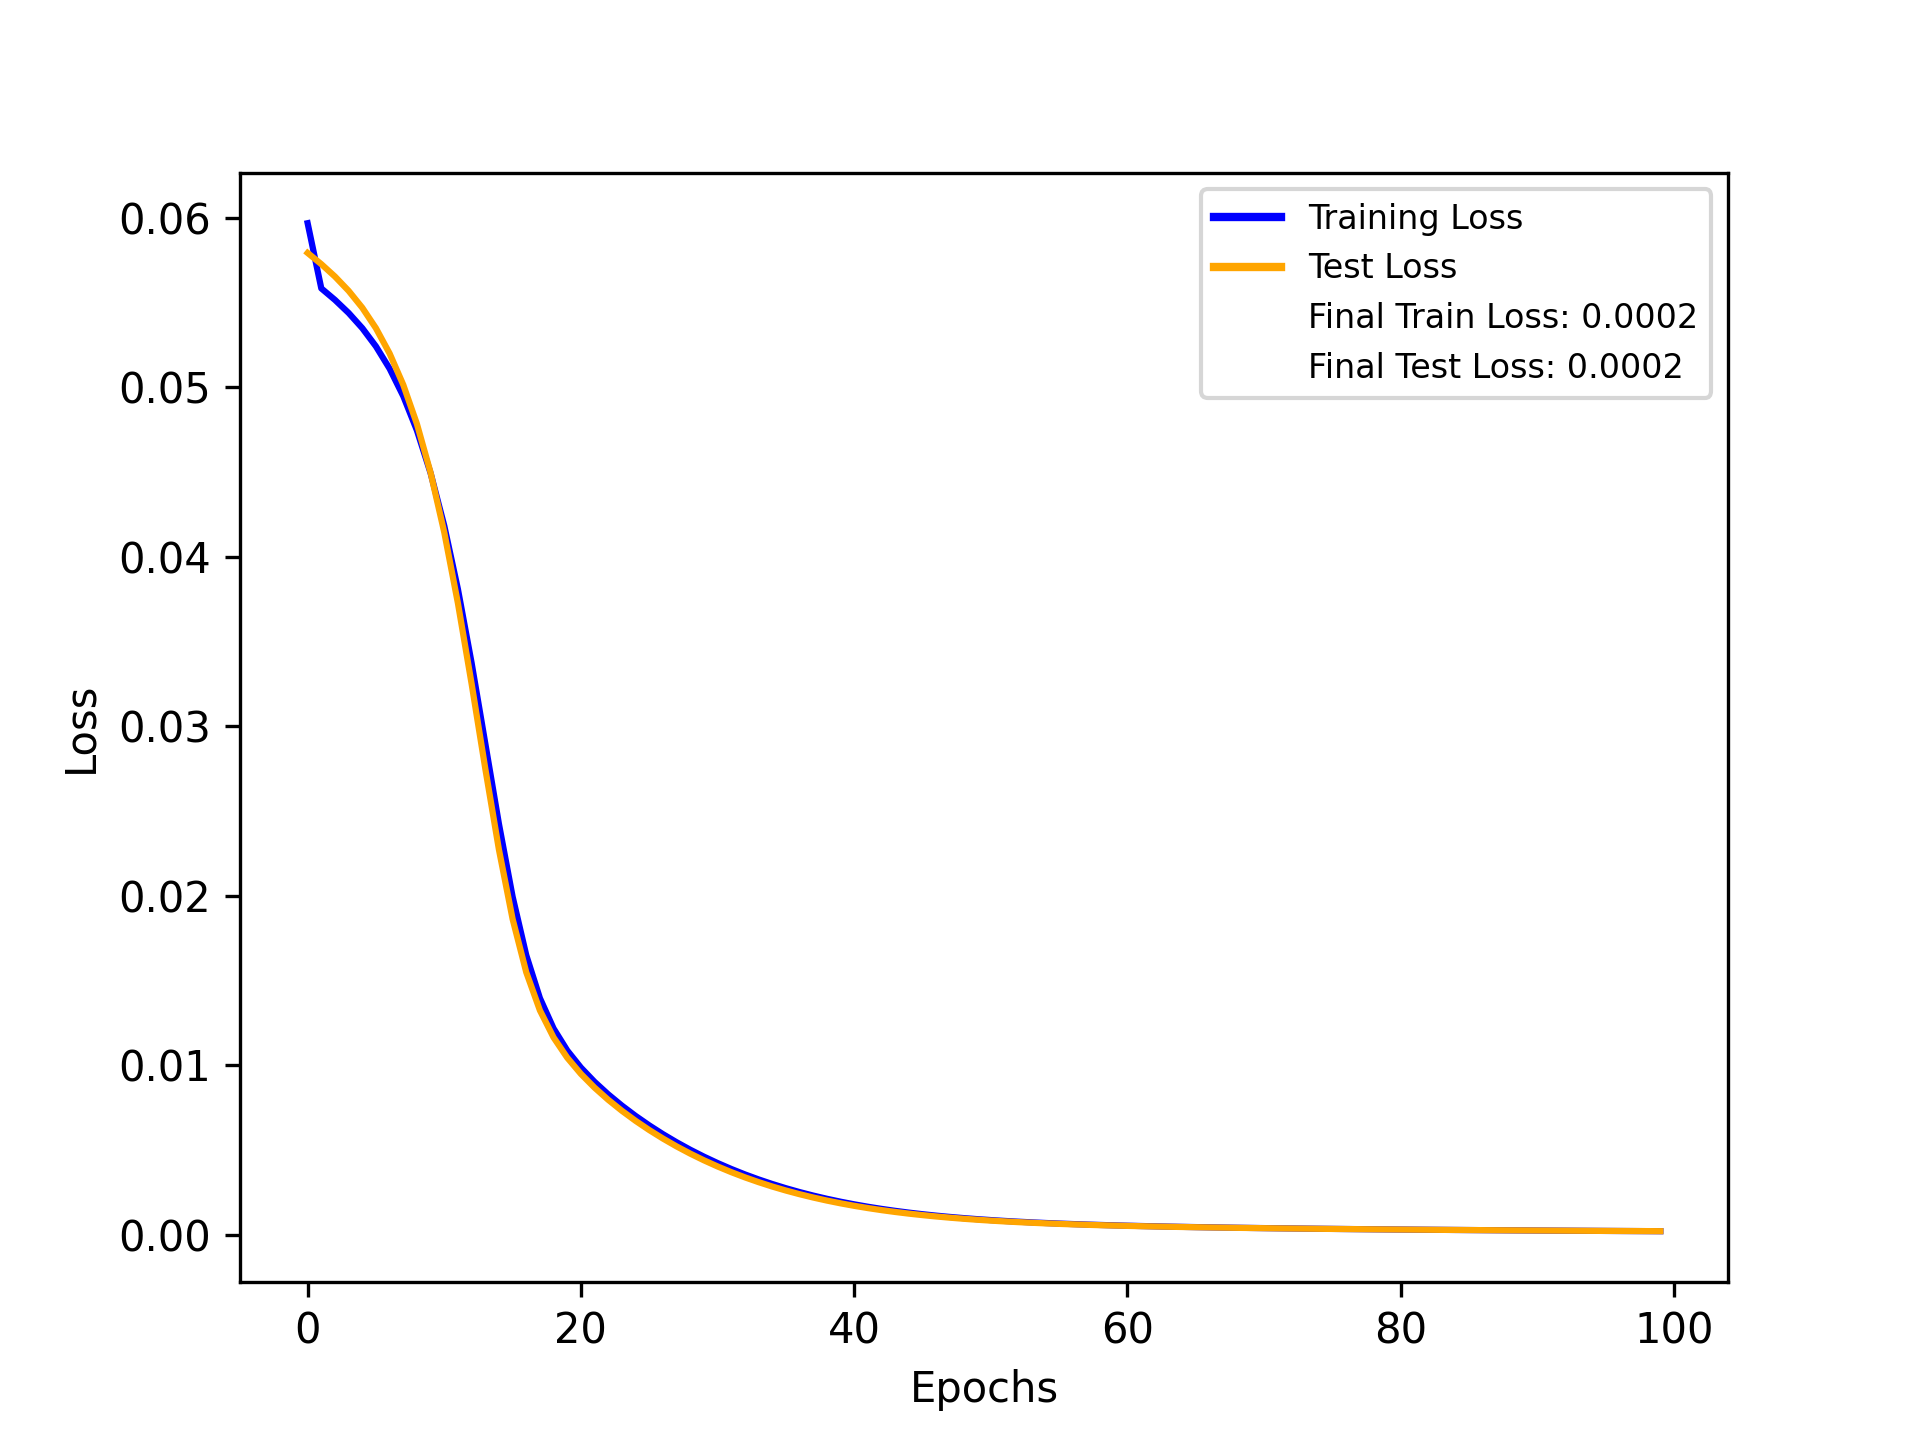 Training Loss
Test Loss
Final Train Loss: 0.0002
Final Test Loss: 0.0002
0.06
0.05
0.04
0.03
0.02
0.01
0.00
Loss
0 20 40 60 80 100
Epochs